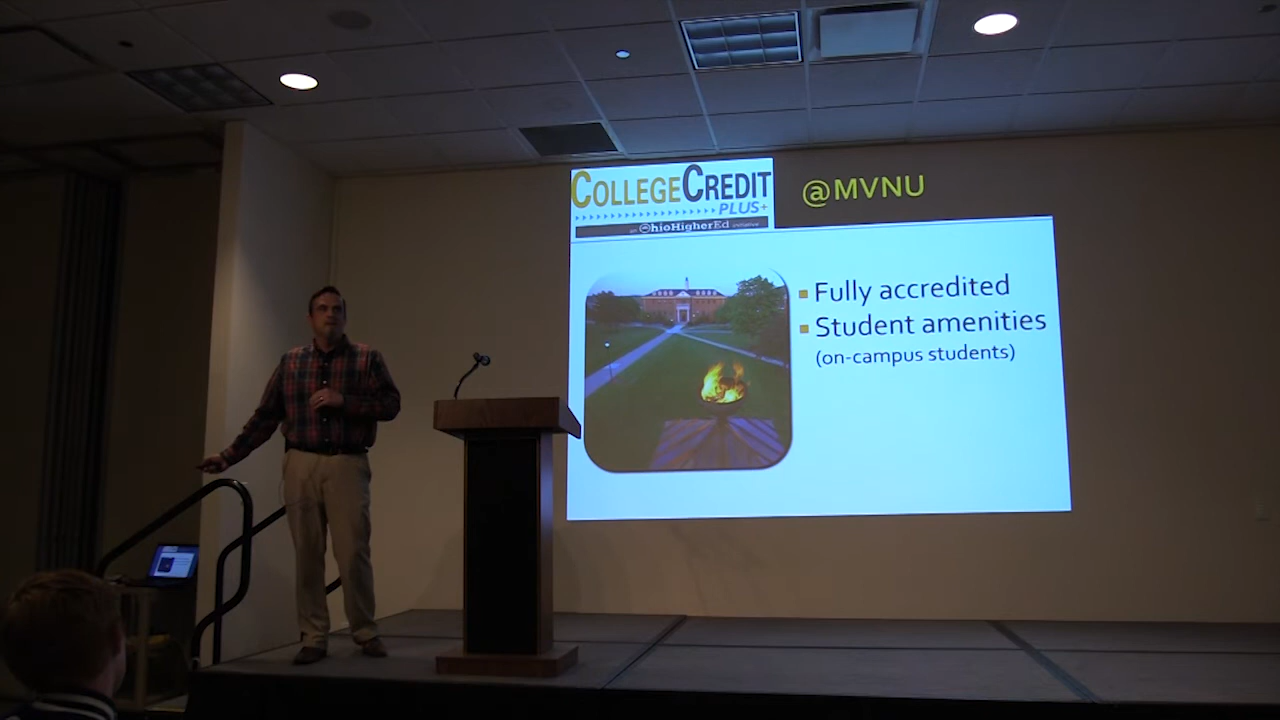 COLLEGECREDIT
PLUS+
an OhioHigherEd initiative
@MVNU
Fully accredited
Student amenities
(on-campus students)